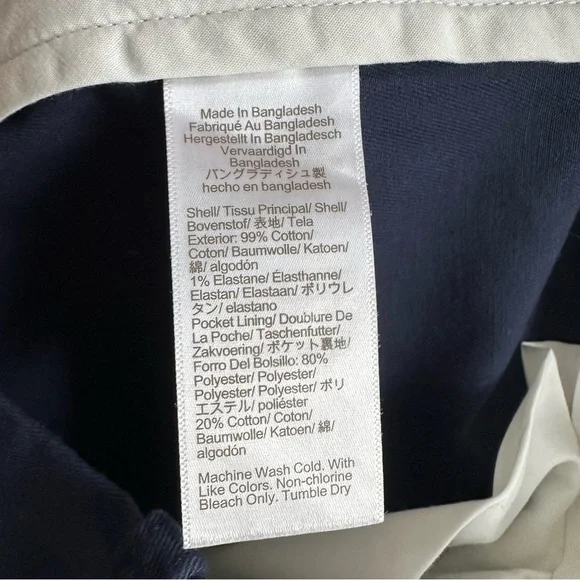 Made In Bangladesh
Fabriqué Au Bangladesh
Hergestellt In Bangladesch
Vervaardigd In
Bangladesh
バングラディシュ製
hecho en bangladesh
Shell/ Tissu Principal/ Shell/
Bovenstof/ 表地/ Tela
Exterior: 99% Cotton/
Coton/ Baumwolle/ Katoen/
綿/ algodón
1% Elastane/ Élasthanne/
Elastan/ Elastaan/ ポリウレ
タン/ elastano
Pocket Lining/ Doublure De
La Poche/ Taschenfutter/
Zakvoering/ ポケット裏地/
Forro Del Bolsillo: 80%
Polyester/ Polyester/
Polyester/ Polyester/ ポリ
エステル/ poliéster
20% Cotton/ Coton/
Baumwolle/ Katoen/ 綿/
algodón
Machine Wash Cold. With
Like Colors. Non-chlorine
Bleach Only. Tumble Dry